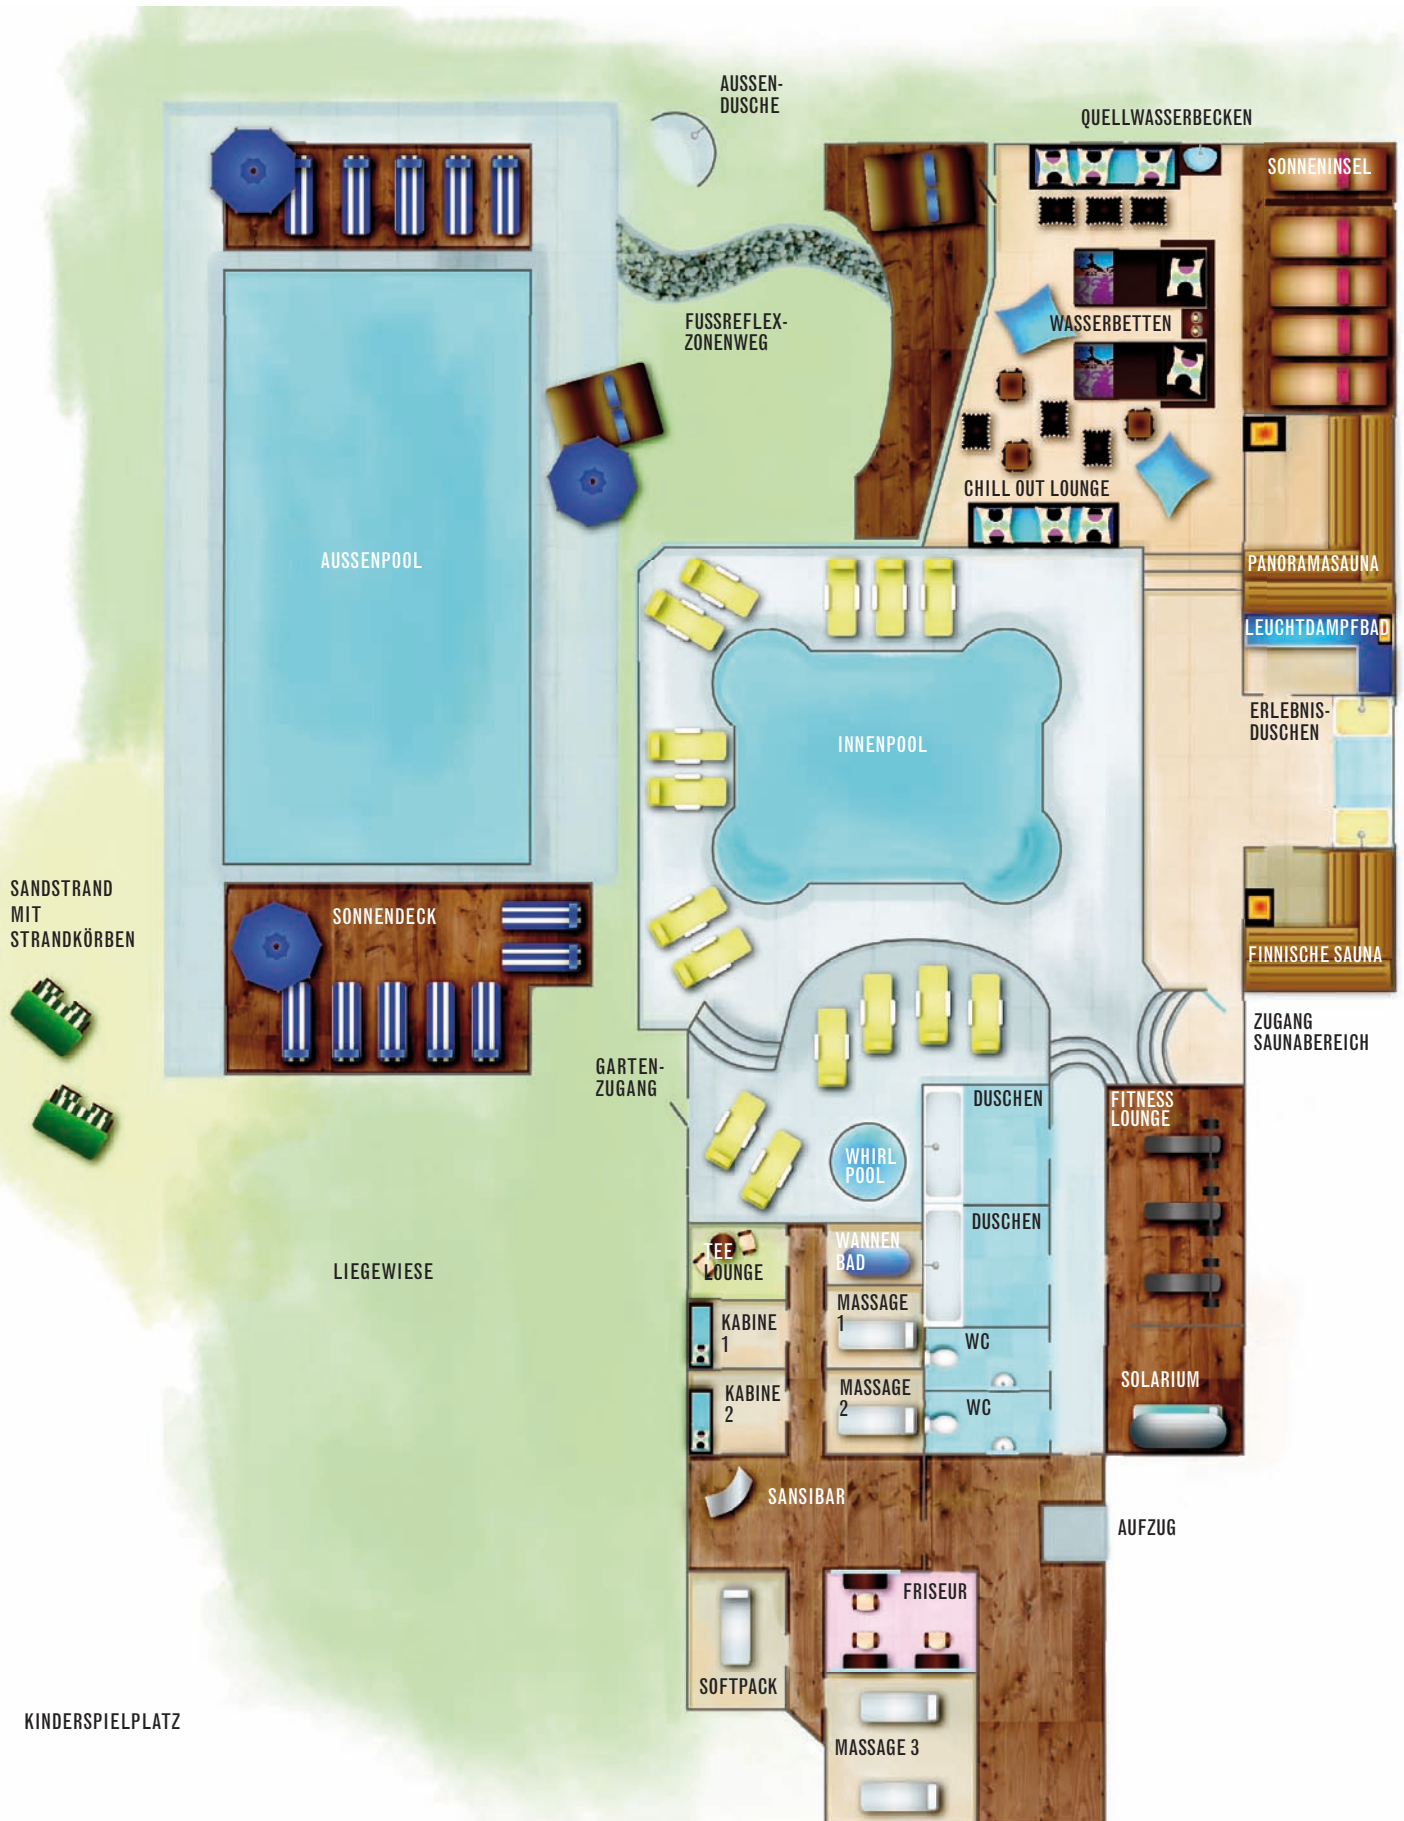 AUSSEN-
DUSCHE
QUELLWASSERBECKEN
SONNENINSEL
FUSSREFLEX-
ZONENWEG
WASSERBETTEN
CHILL OUT LOUNGE
AUSSENPOOL
PANORAMASAUNA
LEUCHTDAMPFBAD
ERLEBNIS-
DUSCHEN
INNENPOOL
SANDSTRAND
MIT
STRANDKÖRBEN
SONNENDECK
FINNISCHE SAUNA
ZUGANG
SAUNABEREICH
GARTEN-
ZUGANG
DUSCHEN
FITNESS
LOUNGE
WHIRL
POOL
DUSCHEN
TEE
LOUNGE
WANNEN
BAD
LIEGEWIESE
MASSAGE
1
KABINE
1
WC
SOLARIUM
MASSAGE
2
KABINE
2
WC
SANSIBAR
AUFZUG
FRISEUR
SOFTPACK
KINDERSPIELPLATZ
MASSAGE 3